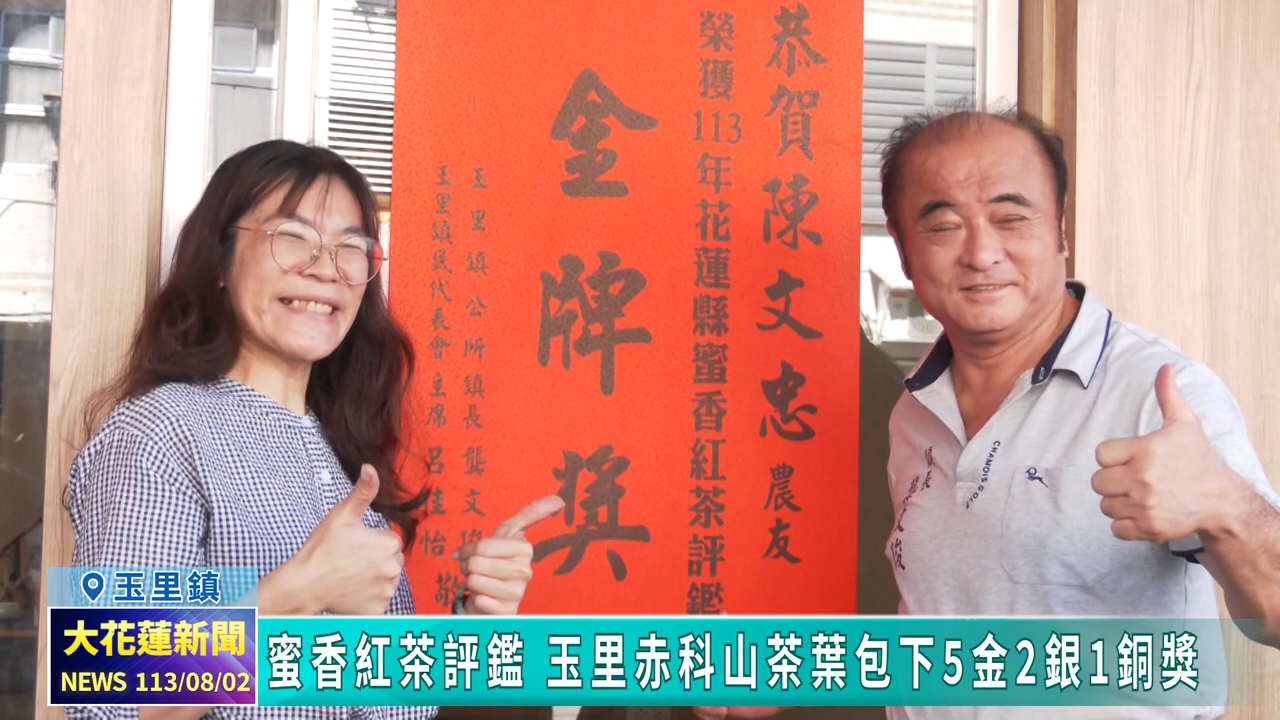 恭賀陳文忠農友
榮獲113年花蓮縣蜜香紅茶評鑑
金牌獎
玉里鎮公所鎮長龔文俊
玉里鎮民代表會主席呂佳怡 敬
CHAMOIS GOLF
鎮長
玉里鎮
大花蓮新聞
NEWS 113/08/02
蜜香紅茶評鑑 玉里赤科山茶葉包下5金2銀1銅獎